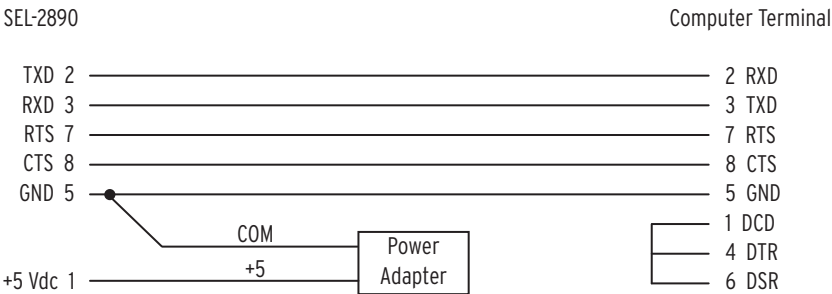 SEL-2890 Computer Terminal
TXD 2 2 RXD
RXD 3 3 TXD
RTS 7 7 RTS
CTS 8 8 CTS
GND 5 5 GND
1 DCD
COM
Power
4 DTR
+5
Adapter
+5 Vdc 1 6 DSR